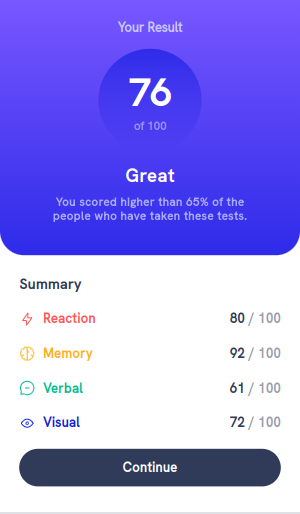 Your Result
76
of 100
Great
You scored higher than 65% of the
people who have taken these tests.
Summary
Reaction 80 / 100
Memory 92 / 100
Verbal 61 / 100
Visual 72 / 100
Continue